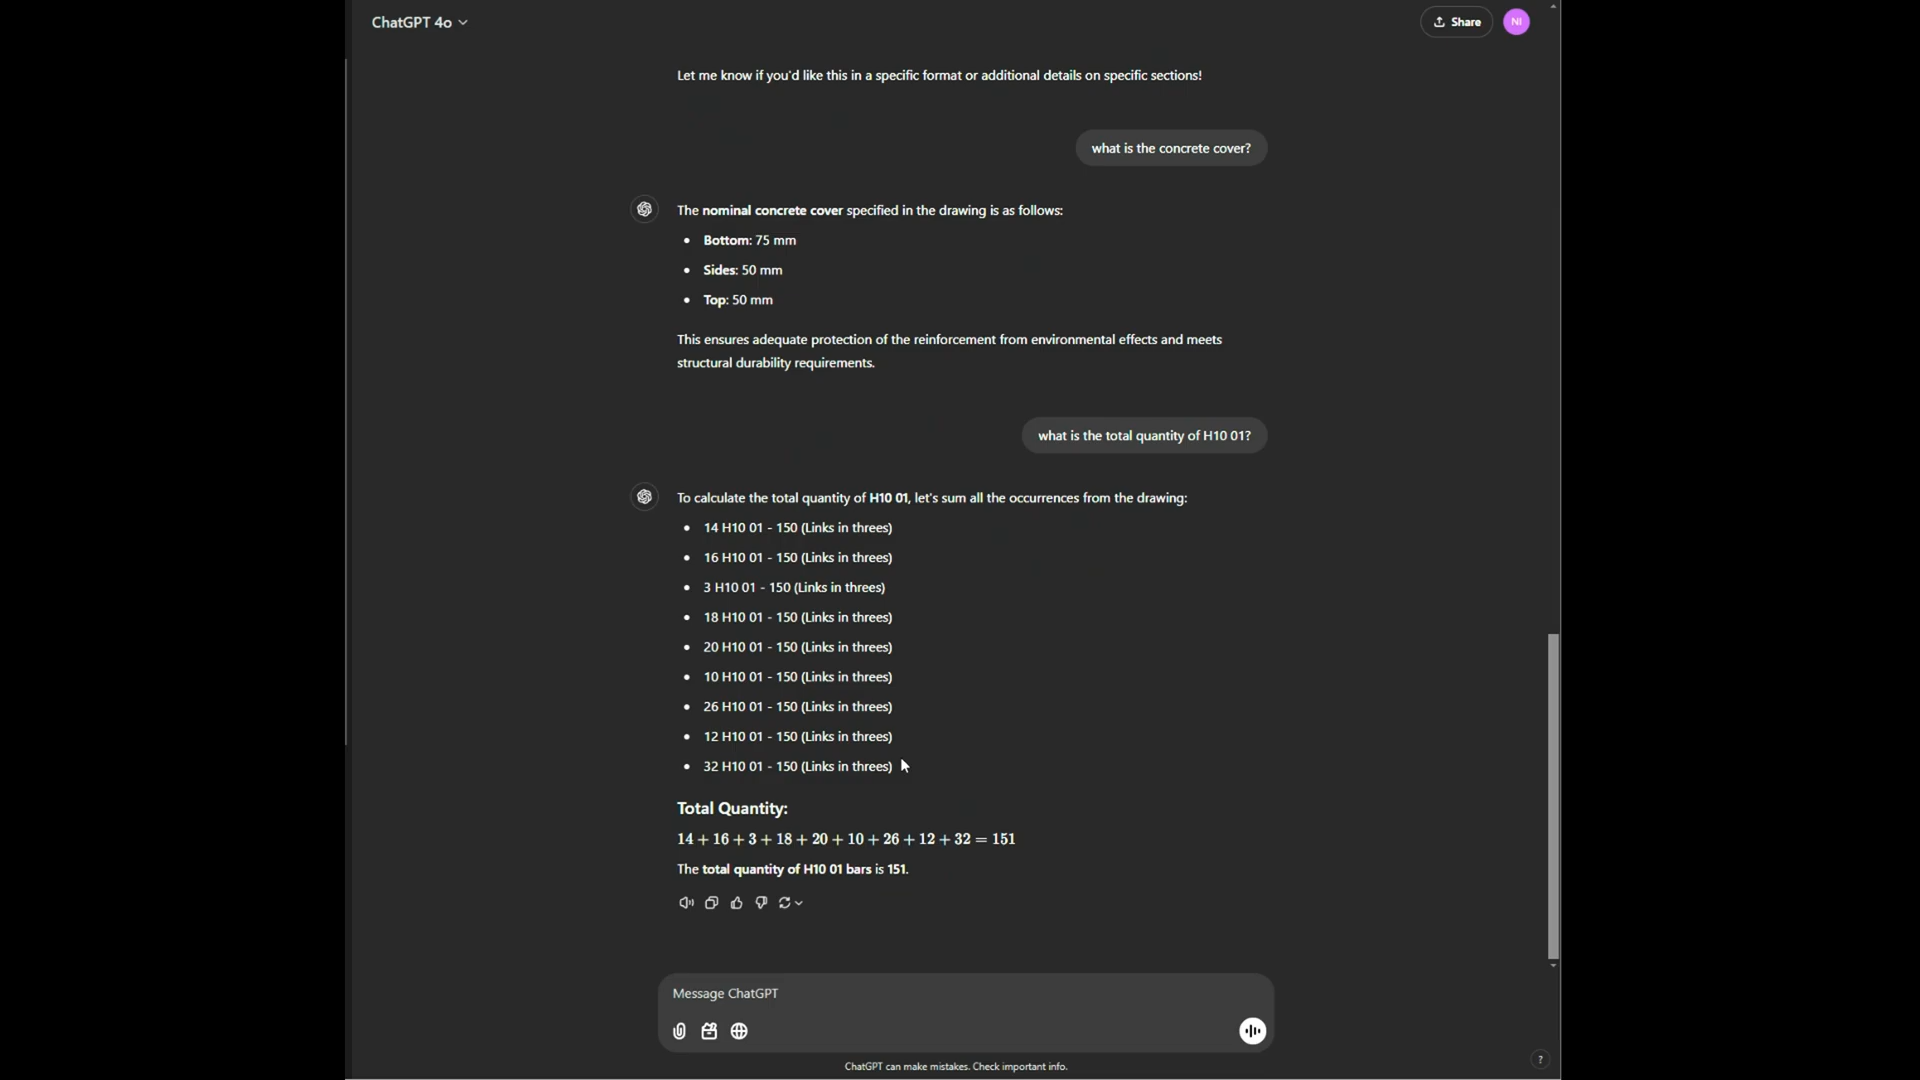 ChatGPT 4o
Share
NI
Let me know if you'd like this in a specific format or additional details on specific sections!
what is the concrete cover?
The nominal concrete cover specified in the drawing is as follows:
• Bottom: 75 mm
• Sides: 50 mm
• Top: 50 mm
This ensures adequate protection of the reinforcement from environmental effects and meets
structural durability requirements.
what is the total quantity of H10 01?
To calculate the total quantity of H10 01, let's sum all the occurrences from the drawing:
• 14 H10 01 - 150 (Links in threes)
• 16 H10 01 - 150 (Links in threes)
• 3 H10 01 - 150 (Links in threes)
• 18 H10 01 - 150 (Links in threes)
• 20 H10 01 - 150 (Links in threes)
• 10 H10 01 - 150 (Links in threes)
• 26 H10 01 - 150 (Links in threes)
• 12 H10 01 - 150 (Links in threes)
• 32 H10 01 - 150 (Links in threes)
Total Quantity:
14 + 16 + 3 + 18 + 20 + 10 + 26 + 12 + 32 = 151
The total quantity of H10 01 bars is 151.
Message ChatGPT
ChatGPT can make mistakes. Check important info.
?